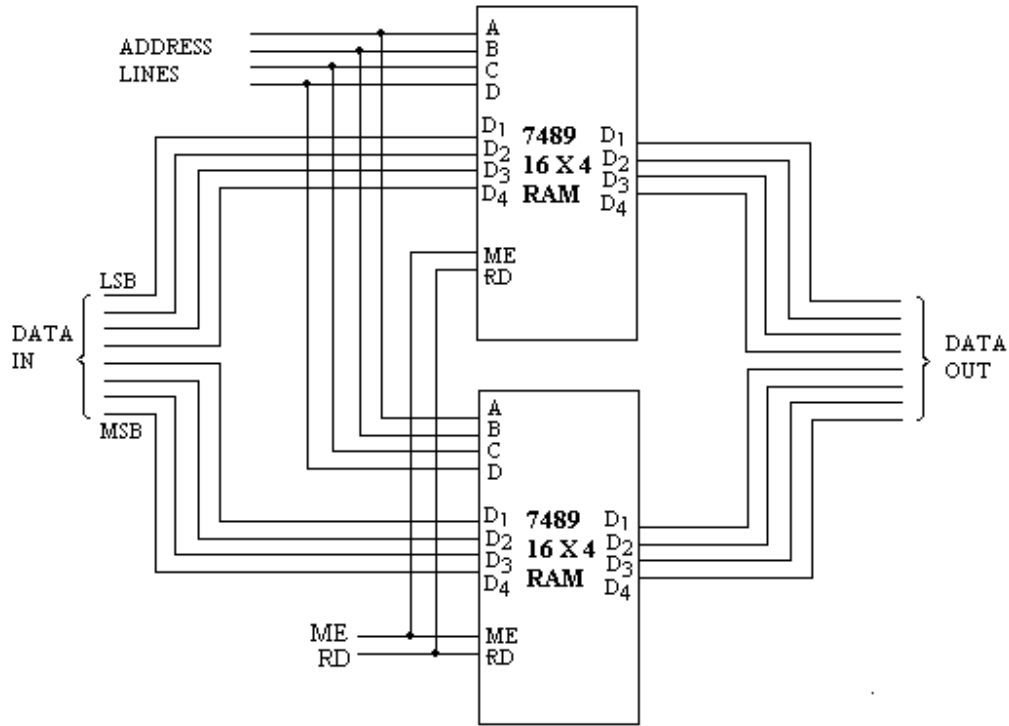 ADDRESS
LINES
A
B
C
D
D1
D2
D3
D4
ME
RD
7489
16 X 4
RAM
D1
D2
D3
D4
LSB
DATA
IN
MSB
DATA
OUT
A
B
C
D
D1
D2
D3
D4
ME
RD
7489
16 X 4
RAM
D1
D2
D3
D4
ME
RD